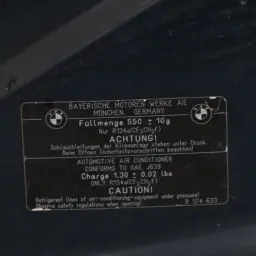 BAYERISCHE MOTOREN WERKE AG
MÜNCHEN, GERMANY
Füllmenge 550 ± 10g
Nur R134a(CF3CH2F)
ACHTUNG!
Schlauchleitungen der Klimaanlage stehen unter Druck.
Beim Öffnen Sicherheitsvorschriften beachten!
AUTOMOTIVE AIR CONDITIONER
CONFORMS TO SAE J639
Charge 1.30 ± 0.02 lbs
ONLY R134a(CF3CH2F)
CAUTION!
Refrigerant lines of air-conditioning-equipment under pressure!
Observe safety regulations when opening!